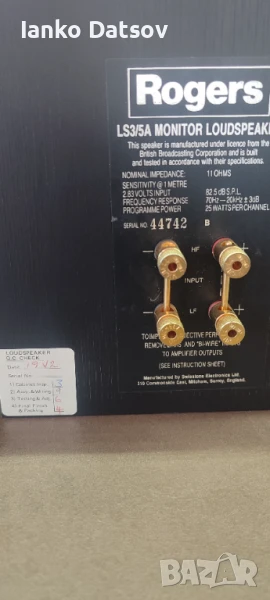 Ianko Datsov
Rogers
LS3/5A MONITOR LOUDSPEAKER
This speaker is manufactured under licence from the
British Broadcasting Corporation and is built
and tested in accordance with their specifications.
NOMINAL IMPEDANCE: 11 OHMS
SENSITIVITY @ 1 METRE
2.83 VOLTS INPUT 82.5 dB S.P.L.
FREQUENCY RESPONSE 70Hz—20kHz ± 3dB
PROGRAMME POWER 25 WATTS PER CHANNEL
SERIAL NO. 44742 B
HF
INPUT
LF
REMOVE AND "BI-WIRE"
TO AMPLIFIER OUTPUTS
(SEE INSTRUCTION SHEET)
Manufactured by Swisstone Electronics Ltd.
310 Commonside East, Mitcham, Surrey, England.
LOUDSPEAKER
Q.C. CHECK
Date
Serial No.
& Packing
BAZAR.bg